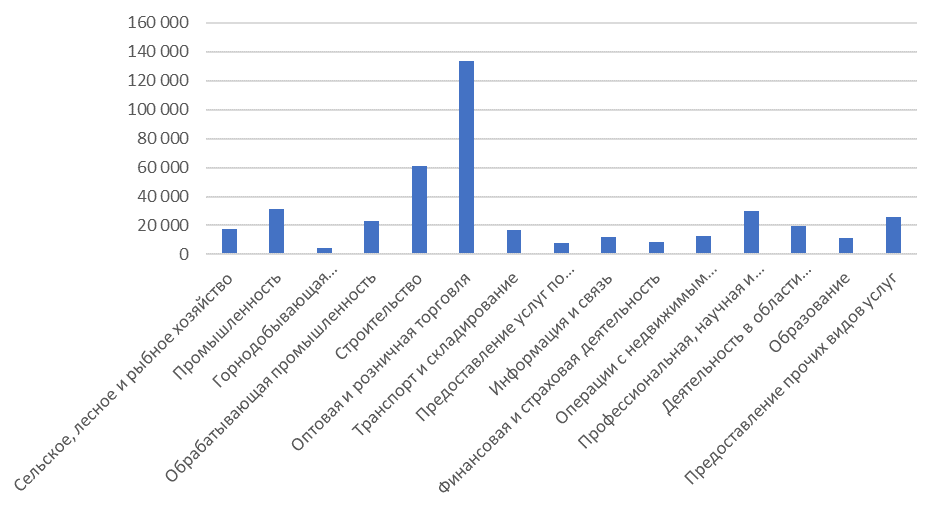 160 000
140 000
120 000
100 000
80 000
60 000
40 000
20 000
0
Сельское, лесное и рыбное хозяйство
Промышленность
Горнодобывающая…
Обрабатывающая промышленность
Строительство
Оптовая и розничная торговля
Транспорт и складирование
Предоставление услуг по…
Информация и связь
Финансовая и страховая деятельность
Операции с недвижимым…
Профессиональная, научная и…
Деятельность в области…
Образование
Предоставление прочих видов услуг